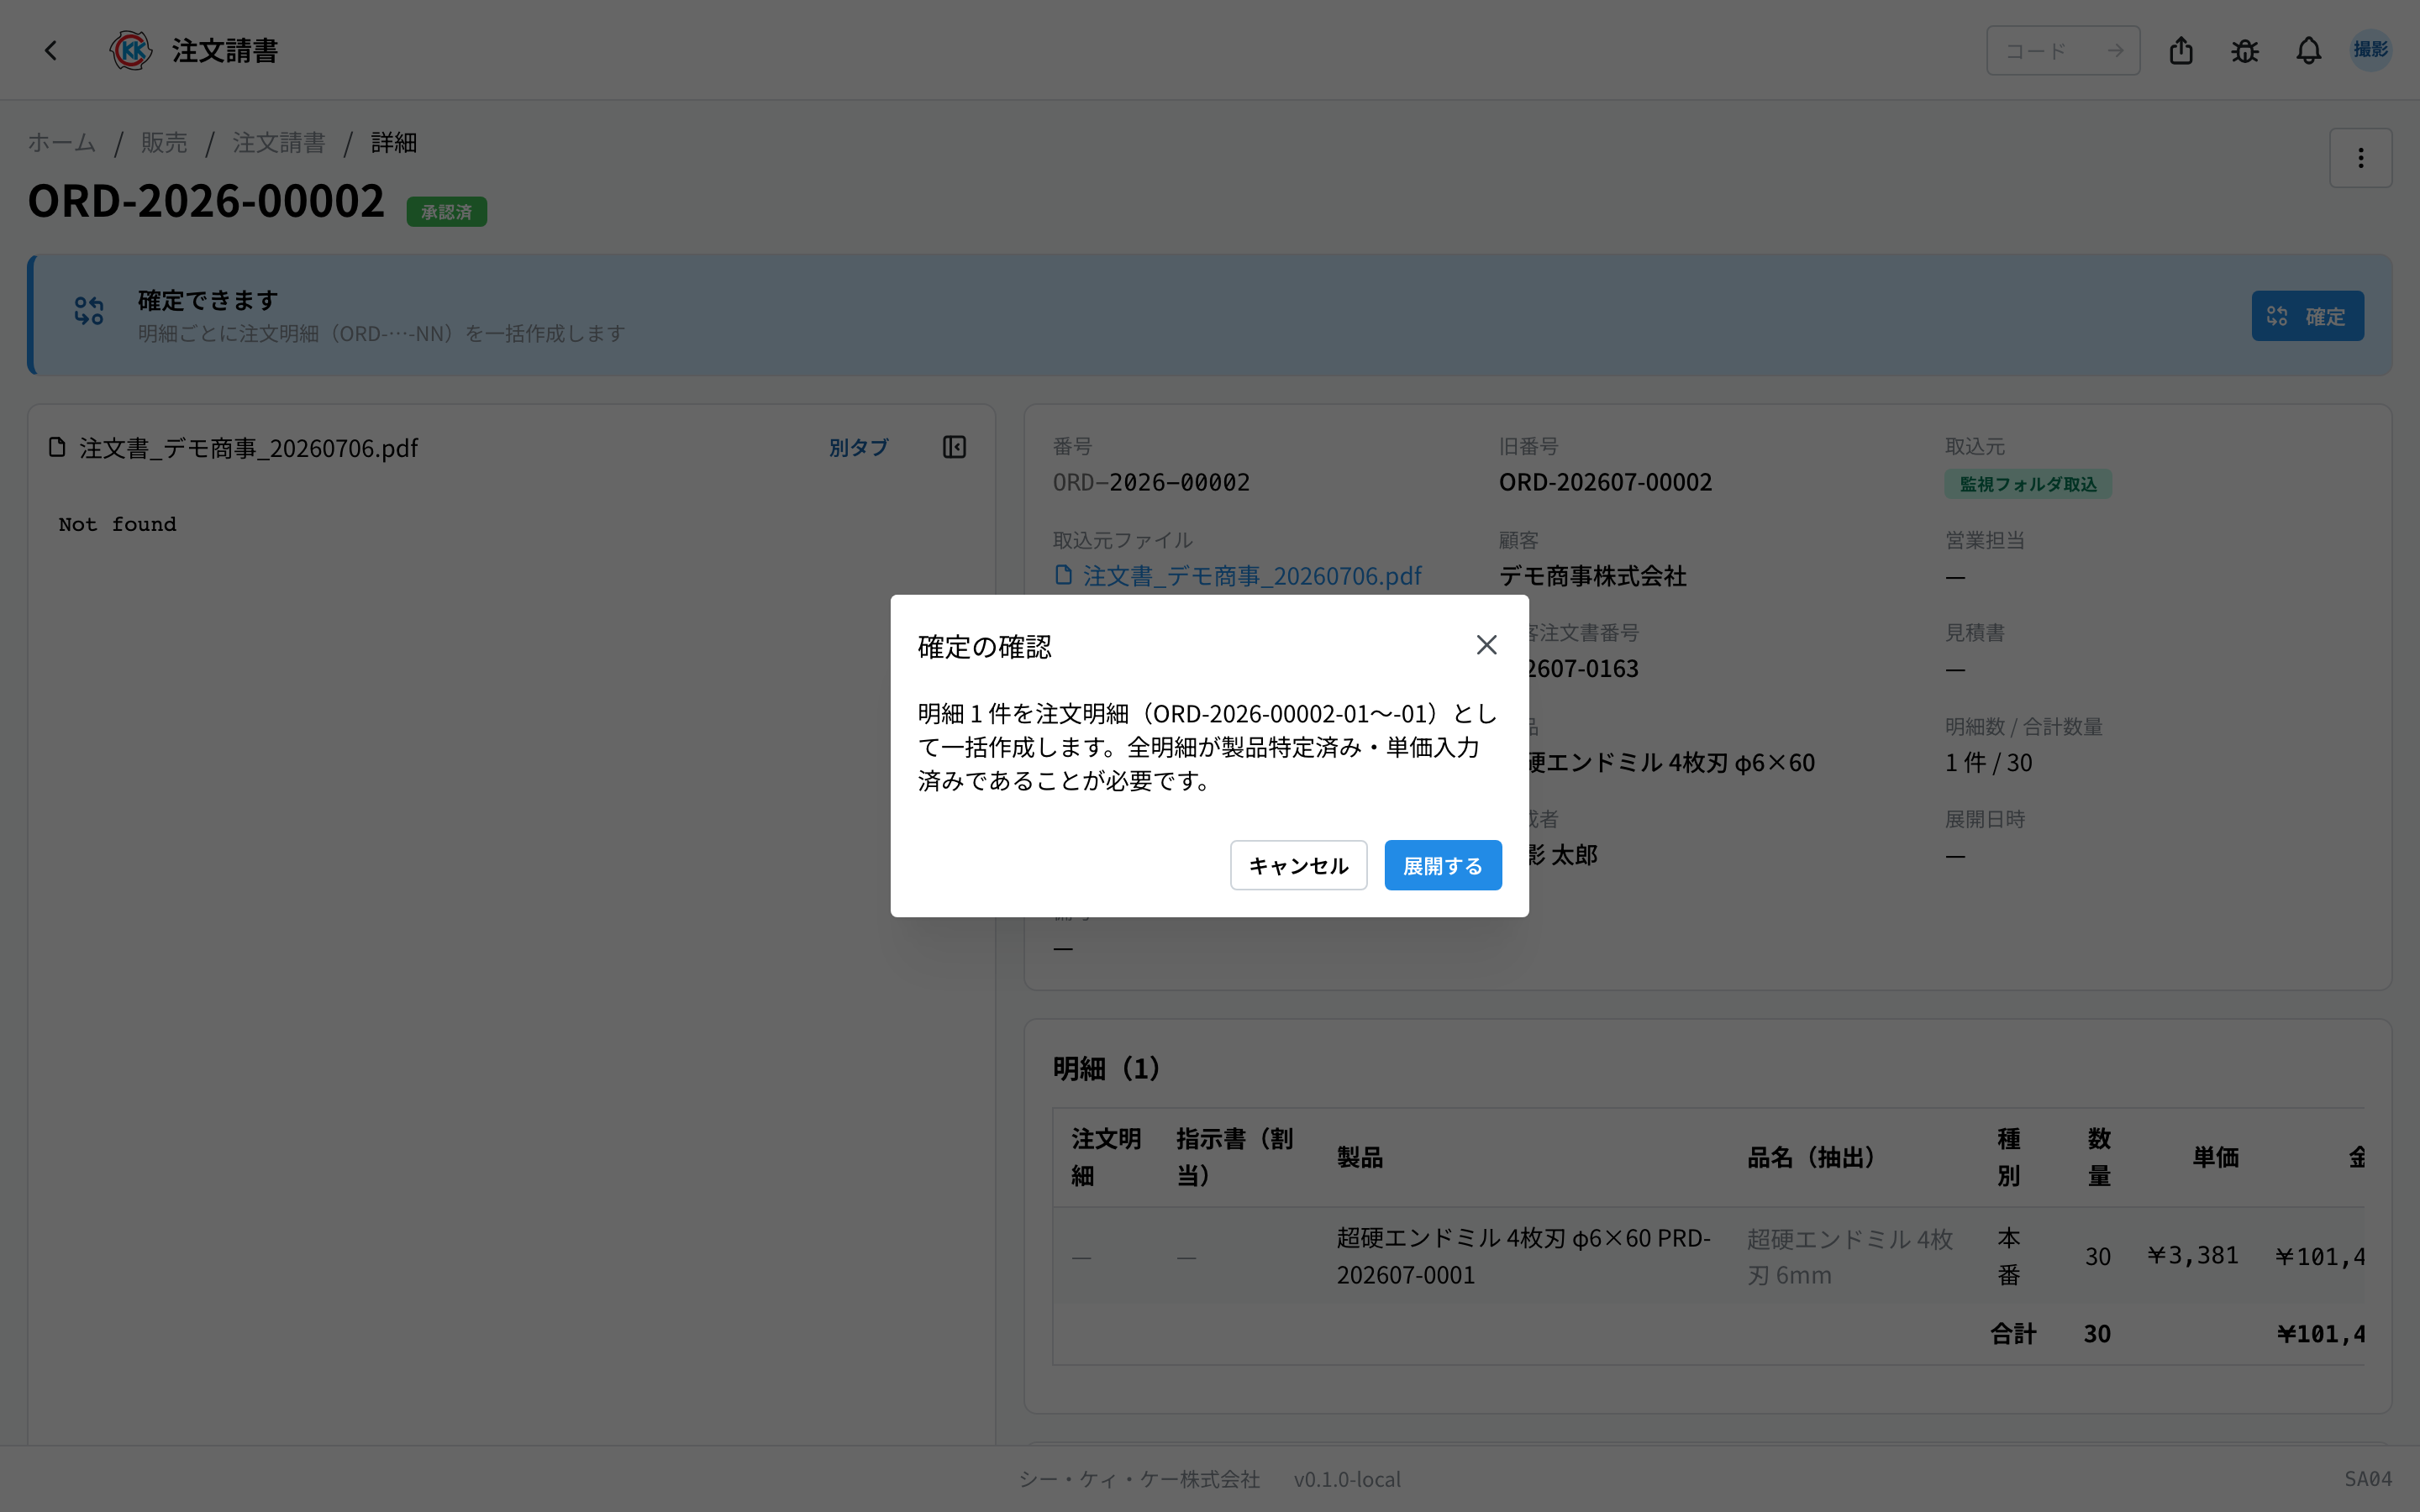 注文請書
コード
撮影
ホーム / 販売 / 注文請書 / 詳細
ORD-2026-00002 承認済
確定できます
明細ごとに注文明細（ORD-…-NN）を一括作成します
確定
注文書_デモ商事_20260706.pdf 別タブ
Not found
番号 旧番号 取込元
ORD-2026-00002 ORD-202607-00002 監視フォルダ取込
取込元ファイル 顧客 営業担当
注文書_デモ商事_20260706.pdf デモ商事株式会社 —
注文書番号 見積書
2607-0163 —
明細数 / 合計数量
エンドミル 4枚刃 φ6×60 1 件 / 30
者 展開日時
太郎 —
—
確定の確認
明細 1 件を注文明細（ORD-2026-00002-01～-01）とし
て一括作成します。全明細が製品特定済み・単価入力
済みであることが必要です。
キャンセル 展開する
明細（1）
注文明細 指示書（割当） 製品 品名（抽出） 種別 数量 単価
— — 超硬エンドミル 4枚刃 φ6×60 PRD-202607-0001 超硬エンドミル 4枚刃 6mm 本番 30 ¥3,381 ¥101,4
合計 30 ¥101,4
シー・ケィ・ケー株式会社 v0.1.0-local SA04